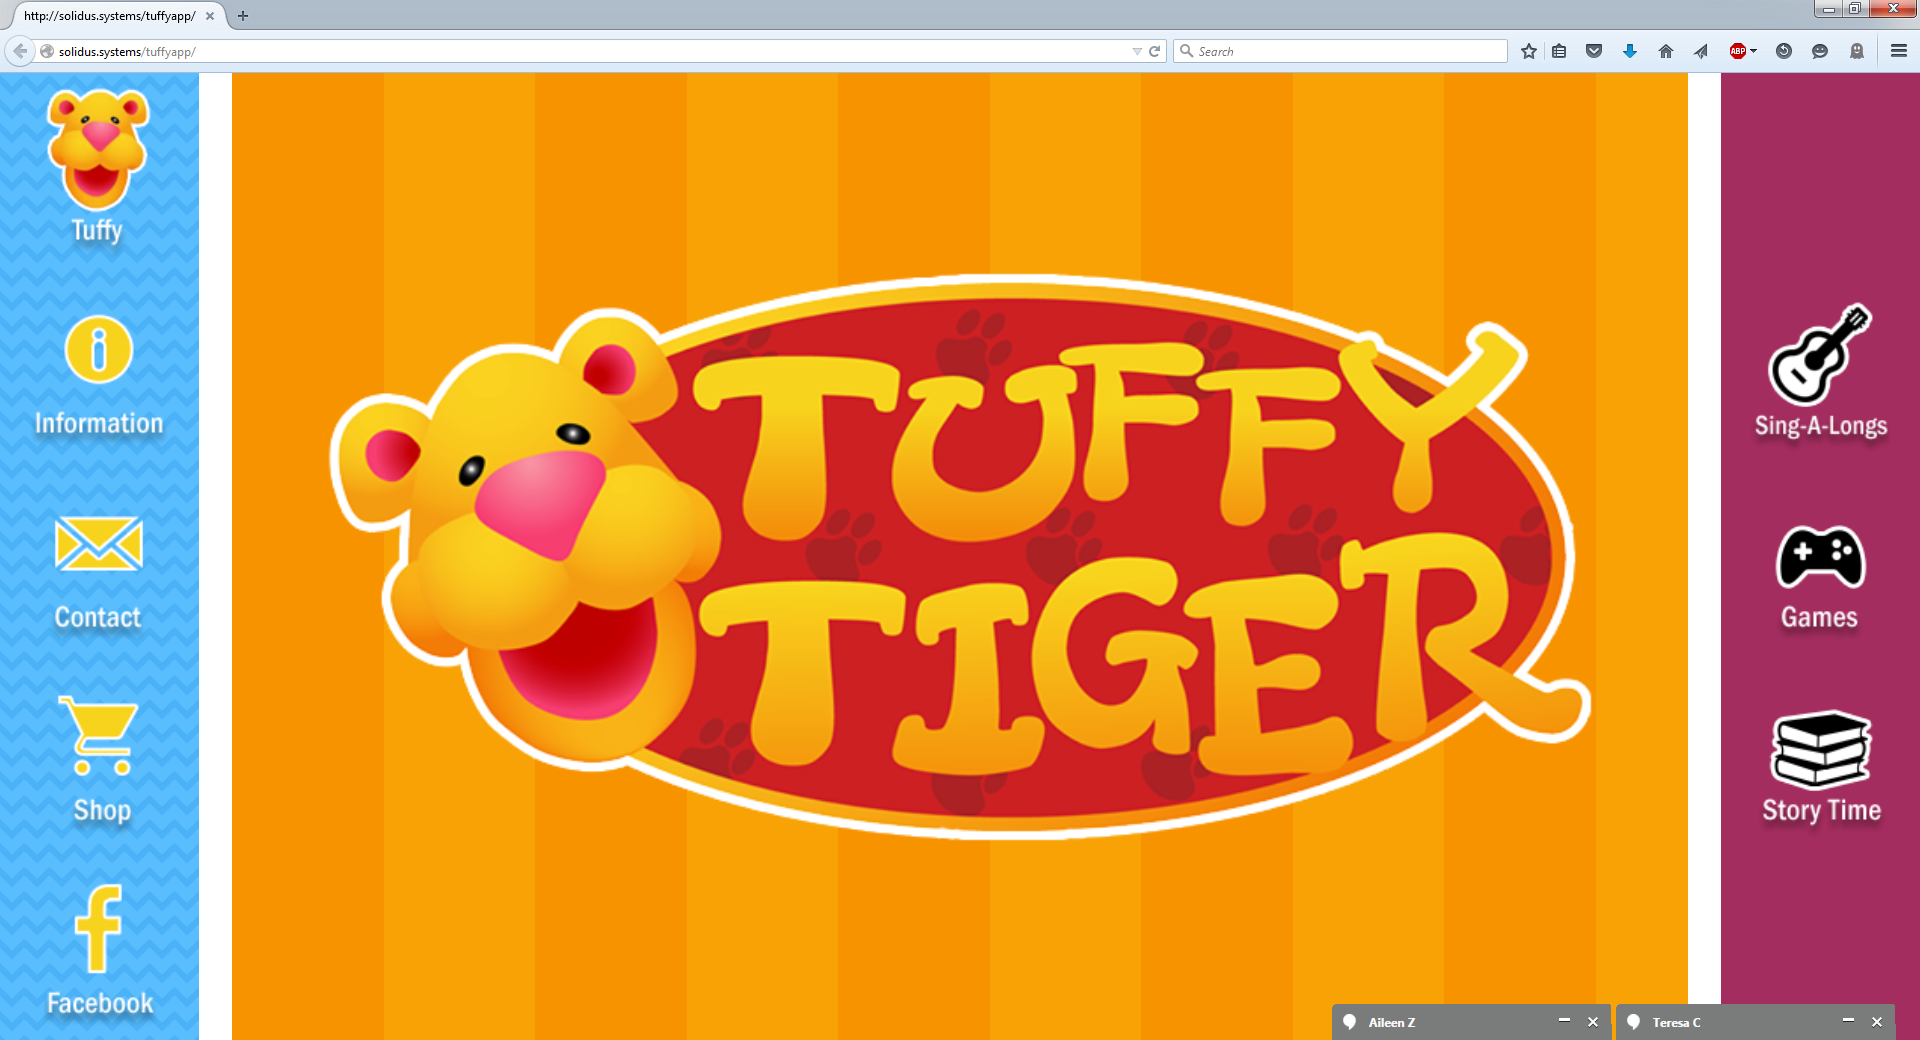 http://solidus.systems/tuffyapp/
solidus.systems/tuffyapp/
Search
ABP
Tuffy
Information
Contact
Shop
Facebook
TUFFY
TIGER
Sing-A-Longs
Games
Story Time
Aileen Z
Teresa C